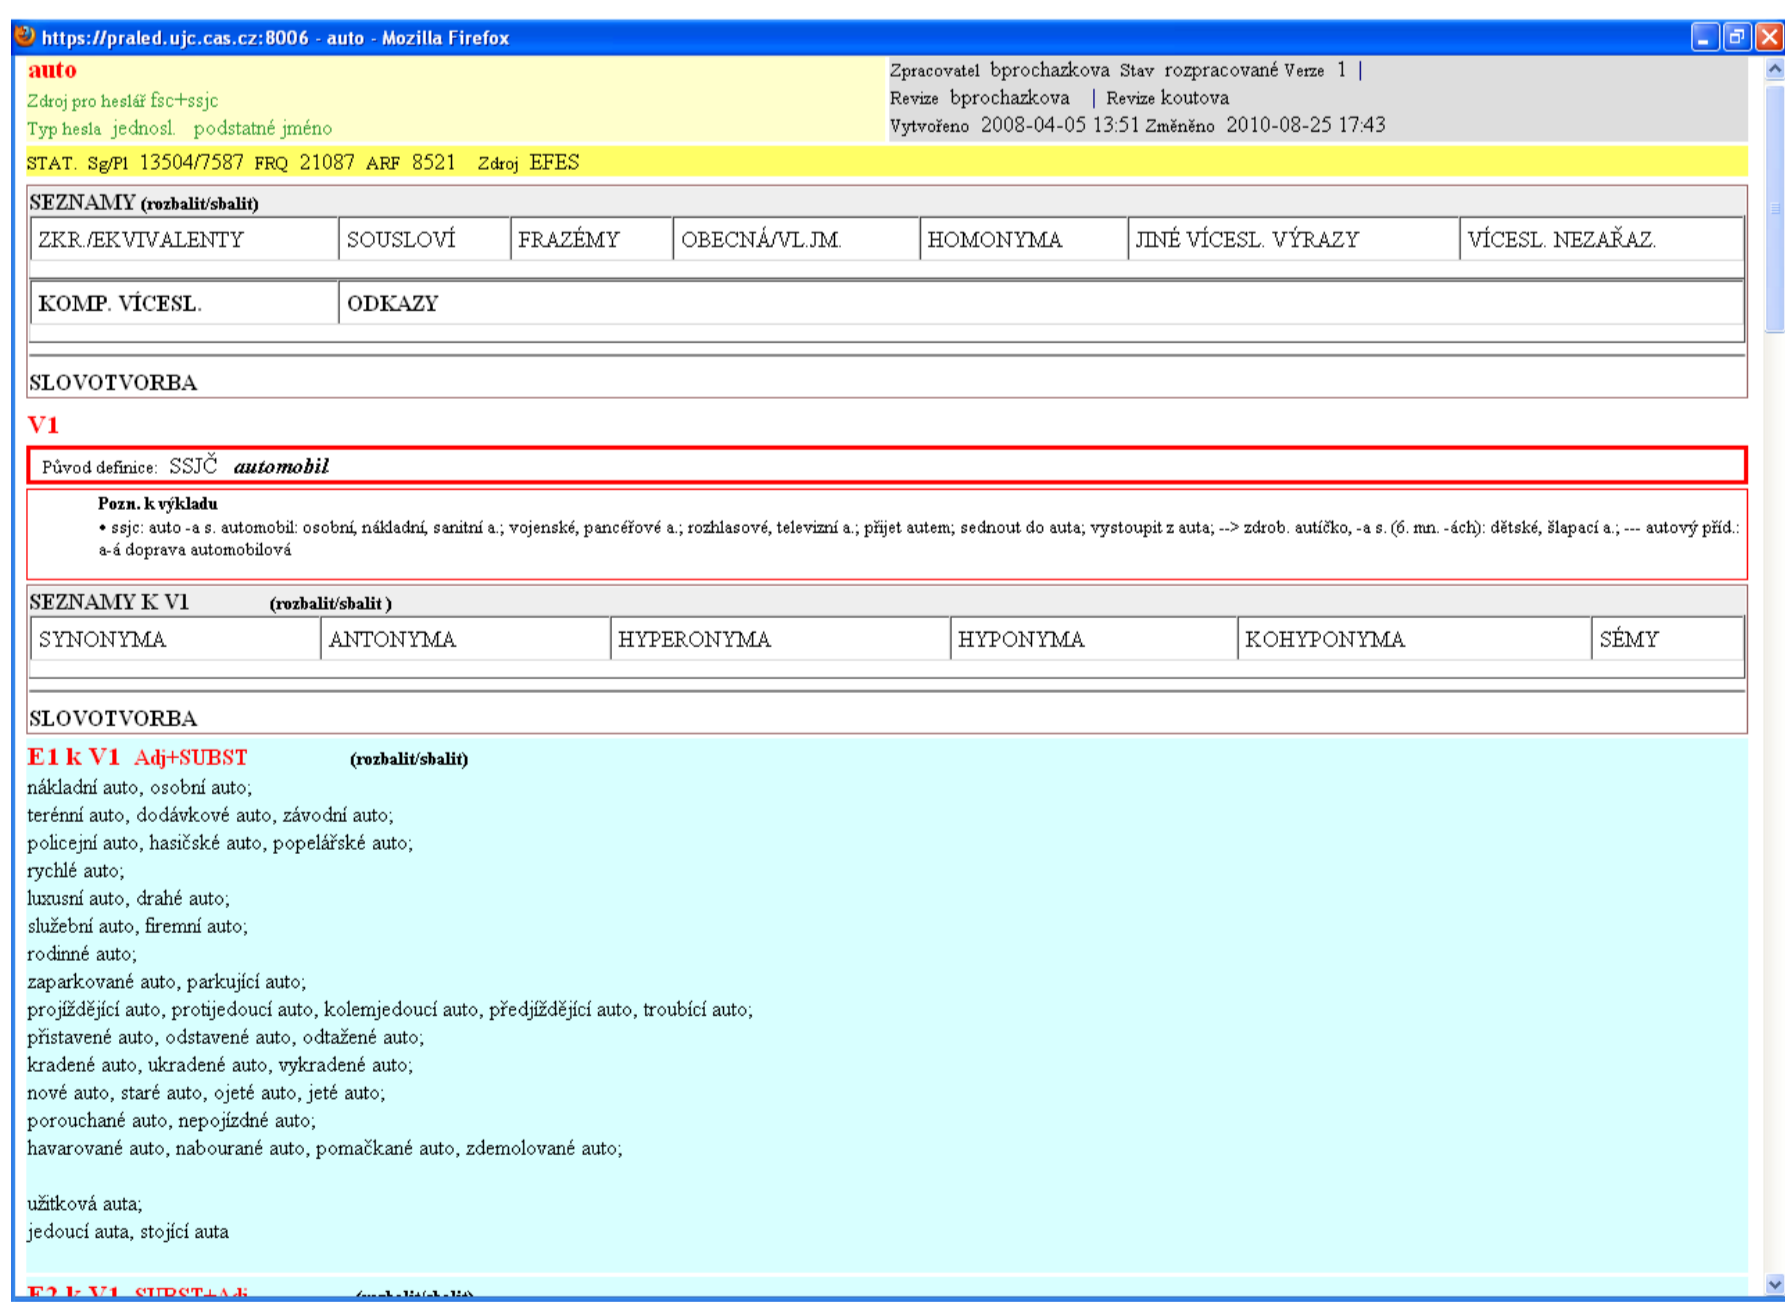 https://praled.ujc.cas.cz:8006 - auto - Mozilla Firefox
auto
Zdroj pro heslář fsc+ssjc
Typ hesla jednosl. podstatné jméno
Zpracovatel bprochazkova Stav rozpracované Verze 1 |
Revize bprochazkova | Revize koutova
Vytvořeno 2008-04-05 13:51 Změněno 2010-08-25 17:43
STAT. Sg/Pl 13504/7587 FRQ 21087 ARF 8521 Zdroj EFES
SEZNAMY (rozbalit/sbalit)
ZKR./EKVIVALENTY SOUSLOVÍ FRAZÉMY OBECNÁ/VL.JM. HOMONYMA JINÉ VÍCESL. VÝRAZY VÍCESL. NEZAŘAZ.
KOMP. VÍCESL. ODKAZY
SLOVOTVORBA
V1
Původ definice: SSJČ automobil
Pozn. k výkladu
• ssjc: auto -a s. automobil: osobní, nákladní, sanitní a.; vojenské, pancéřové a.; rozhlasové, televizní a.; přijet autem; sednout do auta; vystoupit z auta; --> zdrob. autíčko, -a s. (6. mn. -ách): dětské, šlapací a.; --- autový příd.:
a-á doprava automobilová
SEZNAMY K V1 (rozbalit/sbalit )
SYNONYMA ANTONYMA HYPERONYMA HYPONYMA KOHYPONYMA SÉMY
SLOVOTVORBA
E1 k V1 Adj+SUBST (rozbalit/sbalit)
nákladní auto, osobní auto;
terénní auto, dodávkové auto, závodní auto;
policejní auto, hasičské auto, popelářské auto;
rychlé auto;
luxusní auto, drahé auto;
služební auto, firemní auto;
rodinné auto;
zaparkované auto, parkující auto;
projíždějící auto, protijedoucí auto, kolemjedoucí auto, předjíždějící auto, troubící auto;
přistavené auto, odstavené auto, odtažené auto;
kradené auto, ukradené auto, vykradené auto;
nové auto, staré auto, ojeté auto, jeté auto;
porouchané auto, nepojízdné auto;
havarované auto, nabourané auto, pomačkané auto, zdemolované auto;
užitková auta;
jedoucí auta, stojící auta
E2 k V1 SUBST+Adj (rozbalit/sbalit)